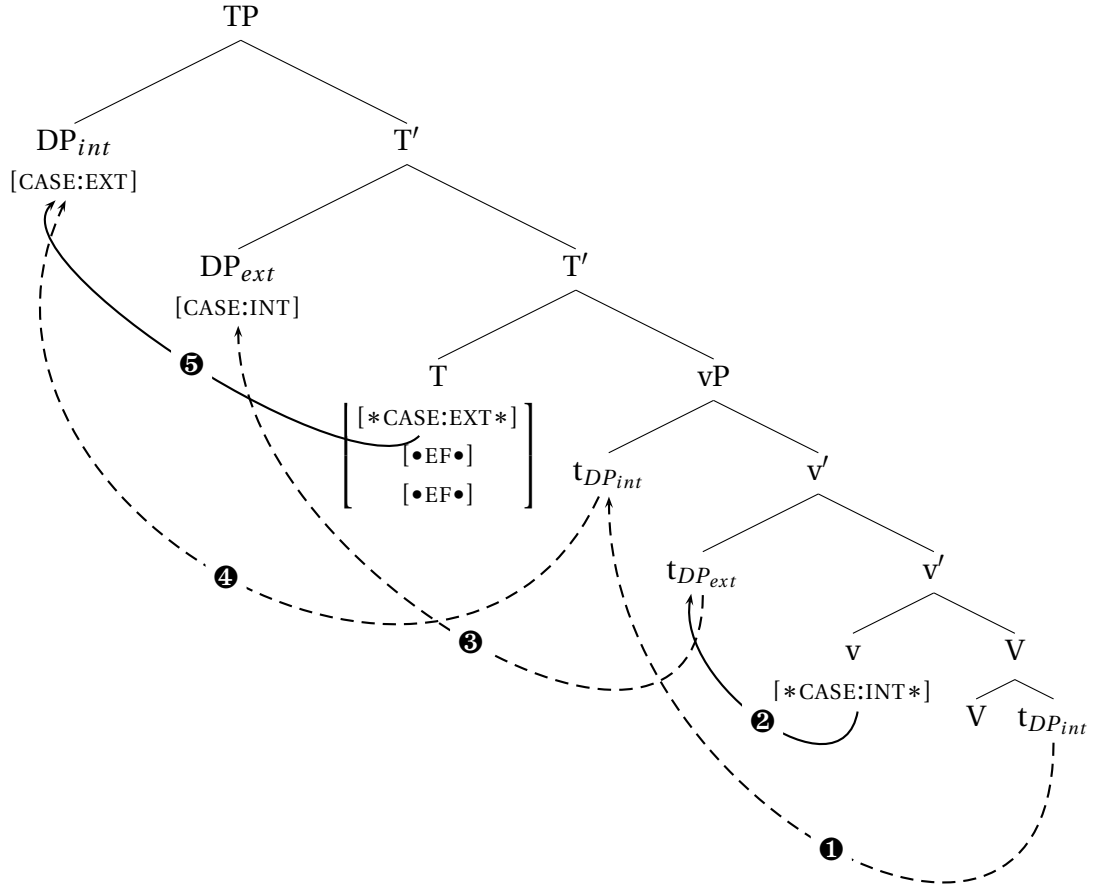 TP
DP_int T′
[CASE:EXT]
DP_ext T′
[CASE:INT]
❺ T vP
[∗CASE:EXT∗]
[•EF•] t_DP_int v′
[•EF•]
❹ t_DP_ext v′
❸ v V
[∗CASE:INT∗] V t_DP_int
❷
❶